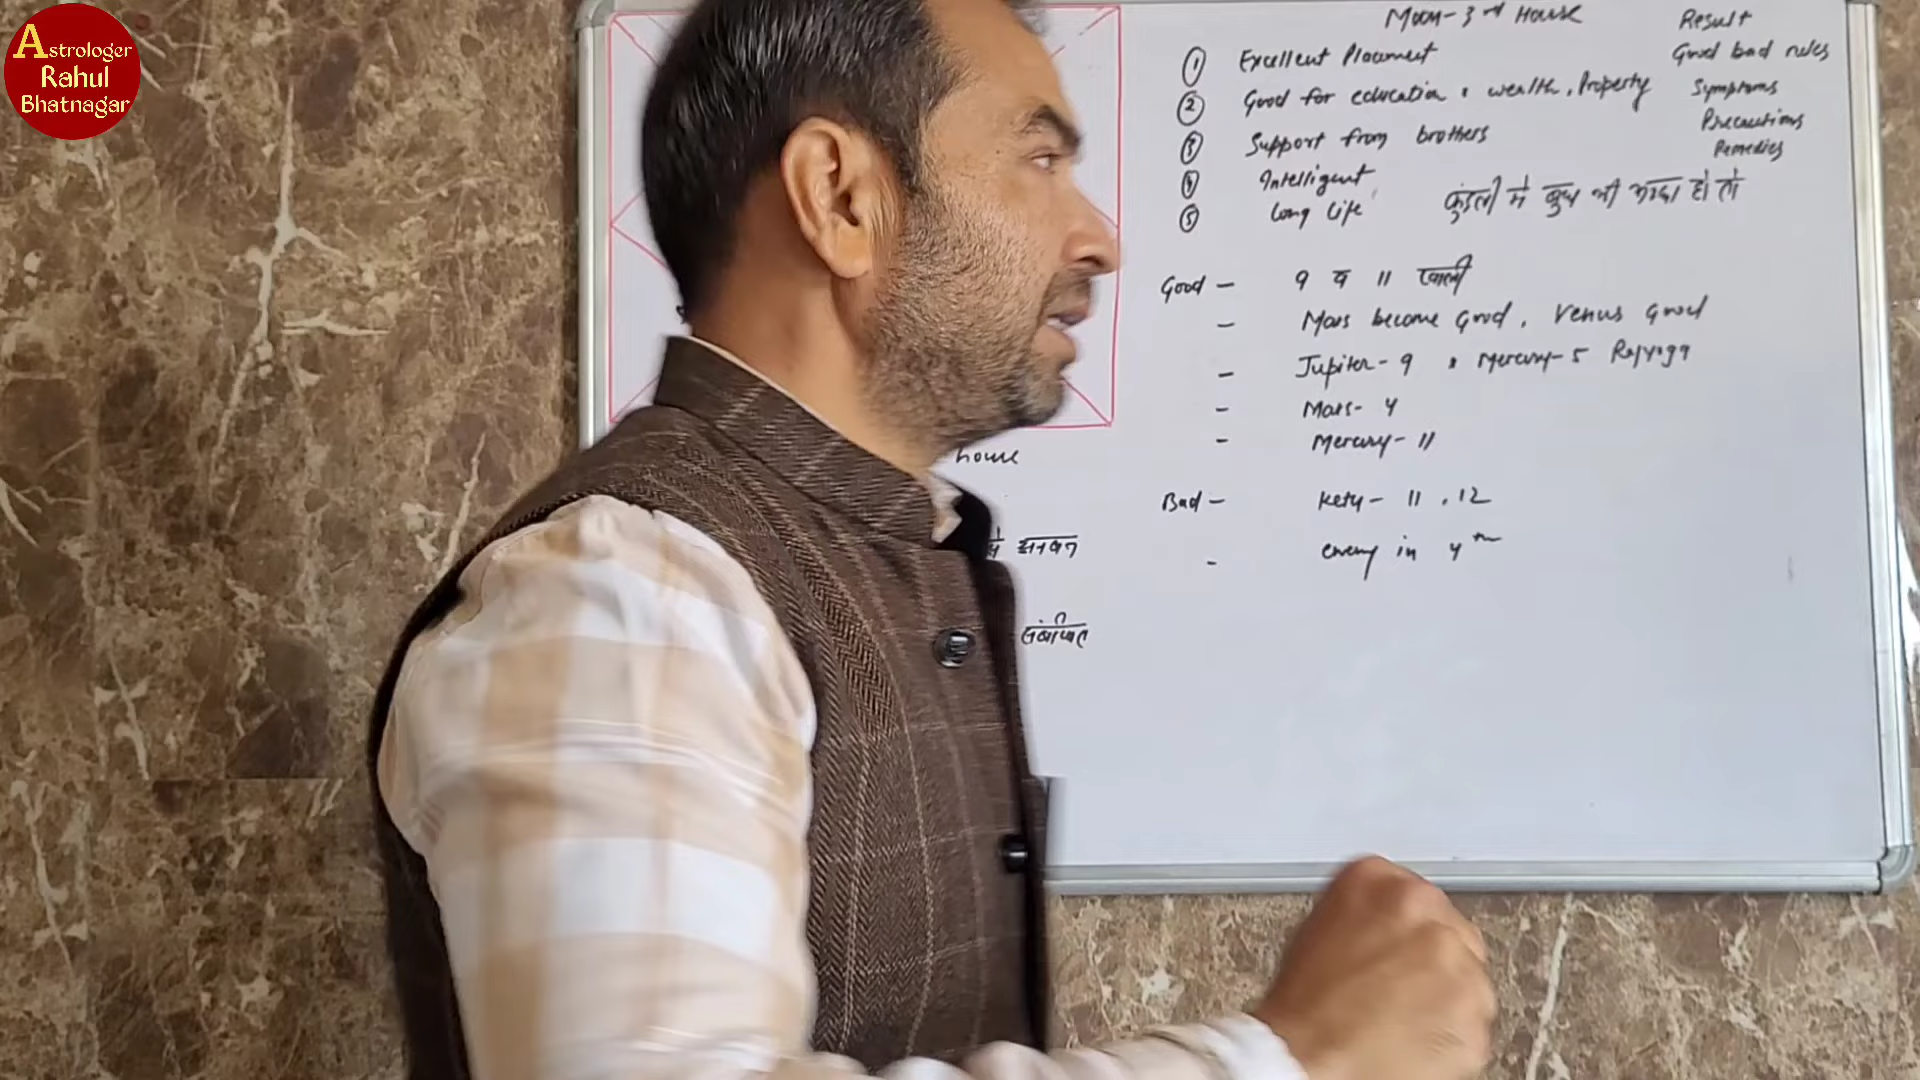 Astrologer
Rahul
Bhatnagar
Moon - 3rd House
① Excellent Placement
② Good for education, wealth, Property
③ Support from brothers
④ Intelligent
⑤ Long life
Result
Good bad rules
Symptoms
Precautions
Remedies
कुंडली में बुध भी अच्छा हो तो
Good - 9 व 11 खाली
- Mars become Good, Venus Good
- Jupiter - 9, Mercury - 5 Rajyoga
- Mars - 4
- Mercury - 11
Bad - Ketu - 11, 12
- enemy in 4th
house